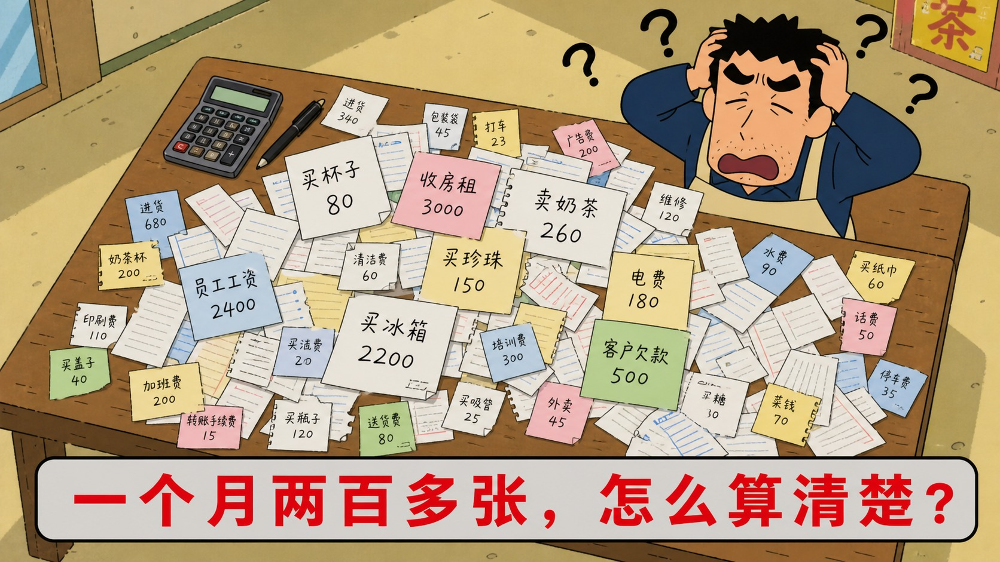 茶
进货
340
包装袋
45
打车
23
广告费
200
买杯子
80
收房租
3000
卖奶茶
260
维修
120
进货
680
奶茶杯
200
员工工资
2400
清洁费
60
买珍珠
150
电费
180
水费
90
买纸巾
60
印刷费
110
买洁费
20
买冰箱
2200
培训费
300
客户欠款
500
话费
50
买盖子
40
加班费
200
转账手续费
15
买瓶子
120
送货费
80
买吸管
25
外卖
45
糖
30
菜钱
70
停车费
35
一个月两百多张，怎么算清楚？